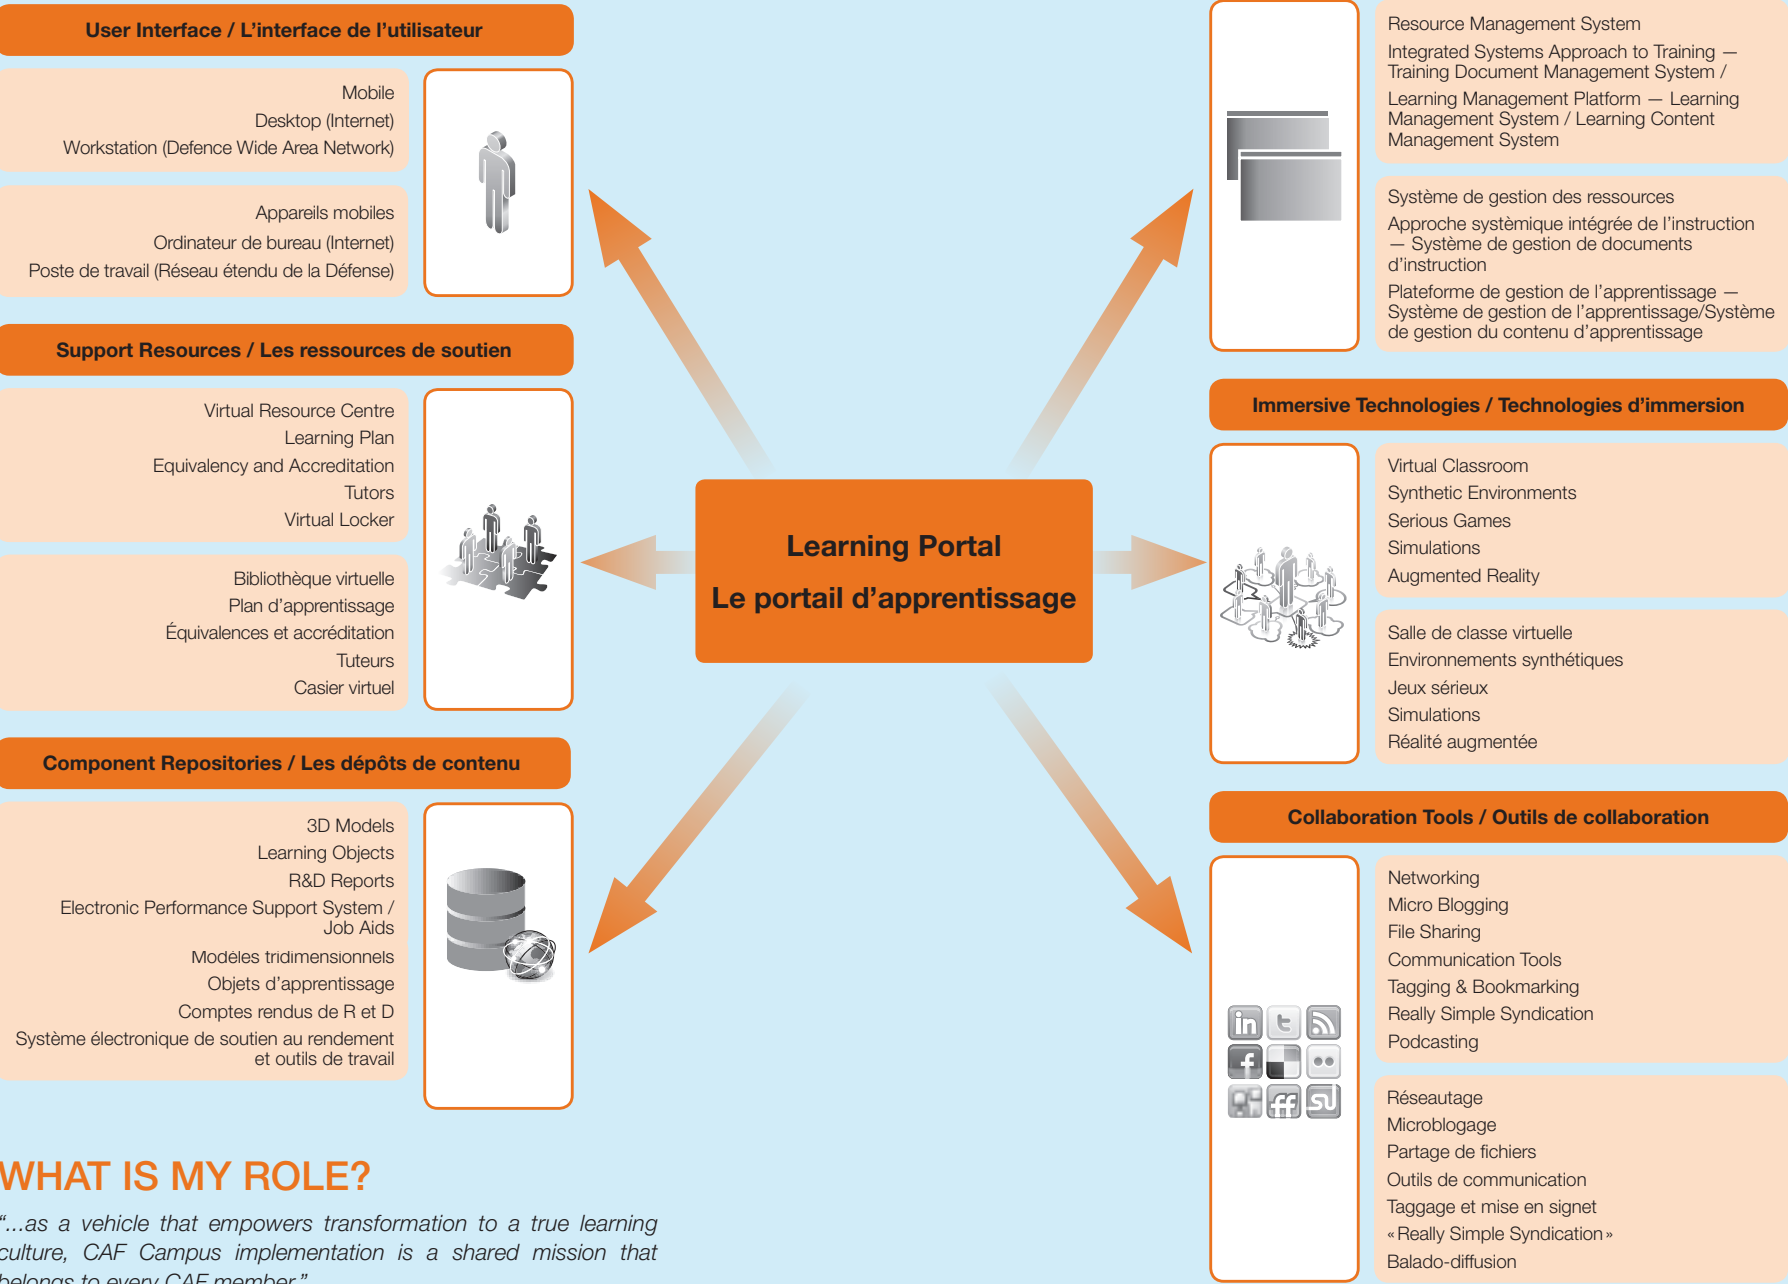 User Interface / L’interface de l’utilisateur
Mobile
Desktop (Internet)
Workstation (Defence Wide Area Network)
Appareils mobiles
Ordinateur de bureau (Internet)
Poste de travail (Réseau étendu de la Défense)
Support Resources / Les ressources de soutien
Virtual Resource Centre
Learning Plan
Equivalency and Accreditation
Tutors
Virtual Locker
Bibliothèque virtuelle
Plan d’apprentissage
Équivalences et accréditation
Tuteurs
Casier virtuel
Component Repositories / Les dépôts de contenu
3D Models
Learning Objects
R&D Reports
Electronic Performance Support System /
Job Aids
Modèles tridimensionnels
Objets d’apprentissage
Comptes rendus de R et D
Système électronique de soutien au rendement
et outils de travail
WHAT IS MY ROLE?
“...as a vehicle that empowers transformation to a true learning
culture, CAF Campus implementation is a shared mission that
belongs to every CAF member.”
Learning Portal
Le portail d’apprentissage
Resource Management System
Integrated Systems Approach to Training —
Training Document Management System /
Learning Management Platform — Learning
Management System / Learning Content
Management System
Système de gestion des ressources
Approche systèmique intégrée de l’instruction
— Système de gestion de documents
d’instruction
Plateforme de gestion de l’apprentissage —
Système de gestion de l’apprentissage/Système
de gestion du contenu d’apprentissage
Immersive Technologies / Technologies d’immersion
Virtual Classroom
Synthetic Environments
Serious Games
Simulations
Augmented Reality
Salle de classe virtuelle
Environnements synthétiques
Jeux sérieux
Simulations
Réalité augmentée
Collaboration Tools / Outils de collaboration
Networking
Micro Blogging
File Sharing
Communication Tools
Tagging & Bookmarking
Really Simple Syndication
Podcasting
Réseautage
Microblogage
Partage de fichiers
Outils de communication
Taggage et mise en signet
«Really Simple Syndication»
Balado-diffusion
in t
f
ff su